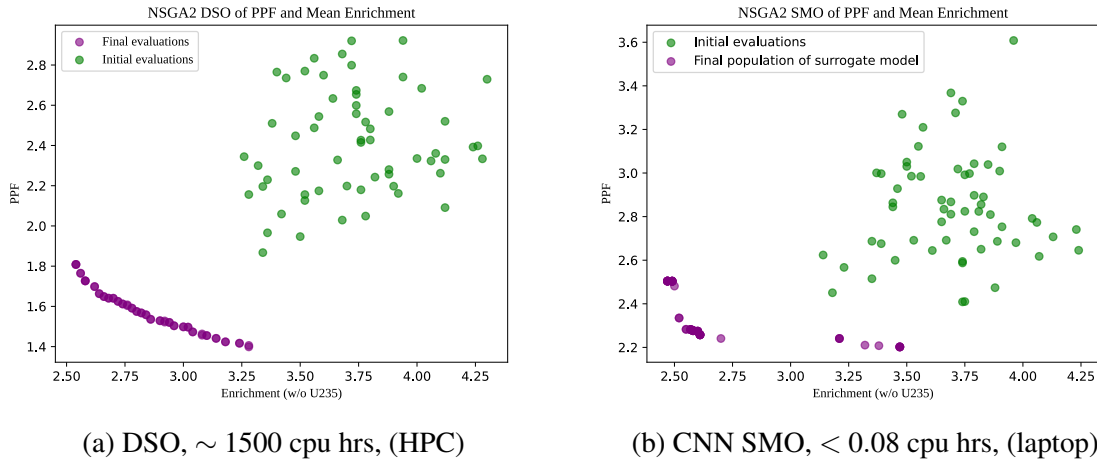 NSGA2 DSO of PPF and Mean Enrichment
Final evaluations
Initial evaluations
PPF
2.8
2.6
2.4
2.2
2.0
1.8
1.6
1.4
2.50 2.75 3.00 3.25 3.50 3.75 4.00 4.25
Enrichment (w/o U235)
(a) DSO, ∼ 1500 cpu hrs, (HPC)
NSGA2 SMO of PPF and Mean Enrichment
Initial evaluations
Final population of surrogate model
PPF
3.6
3.4
3.2
3.0
2.8
2.6
2.4
2.2
2.50 2.75 3.00 3.25 3.50 3.75 4.00 4.25
Enrichment (w/o U235)
(b) CNN SMO, < 0.08 cpu hrs, (laptop)